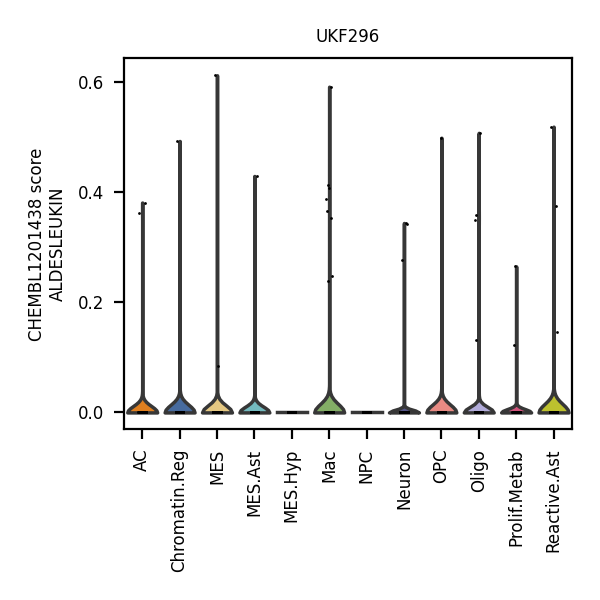 UKF296
CHEMBL1201438 score
ALDESLEUKIN
0.6
0.4
0.2
0.0
AC
Chromatin.Reg
MES
MES.Ast
MES.Hyp
Mac
NPC
Neuron
OPC
Oligo
Prolif.Metab
Reactive.Ast